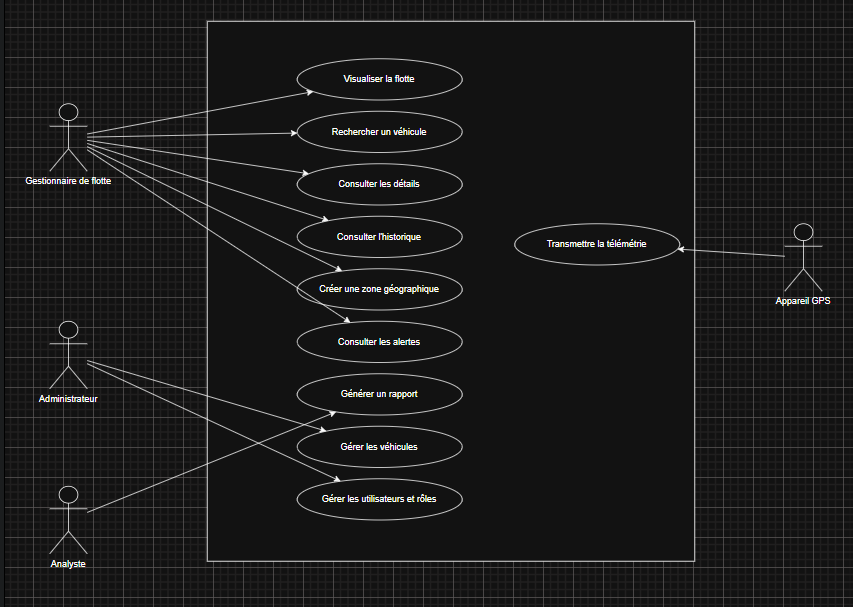 Visualiser la flotte
Rechercher un véhicule
Gestionnaire de flotte
Consulter les détails
Consulter l'historique
Transmettre la télémétrie
Créer une zone géographique
Appareil GPS
Consulter les alertes
Administrateur
Générer un rapport
Gérer les véhicules
Gérer les utilisateurs et rôles
Analyste